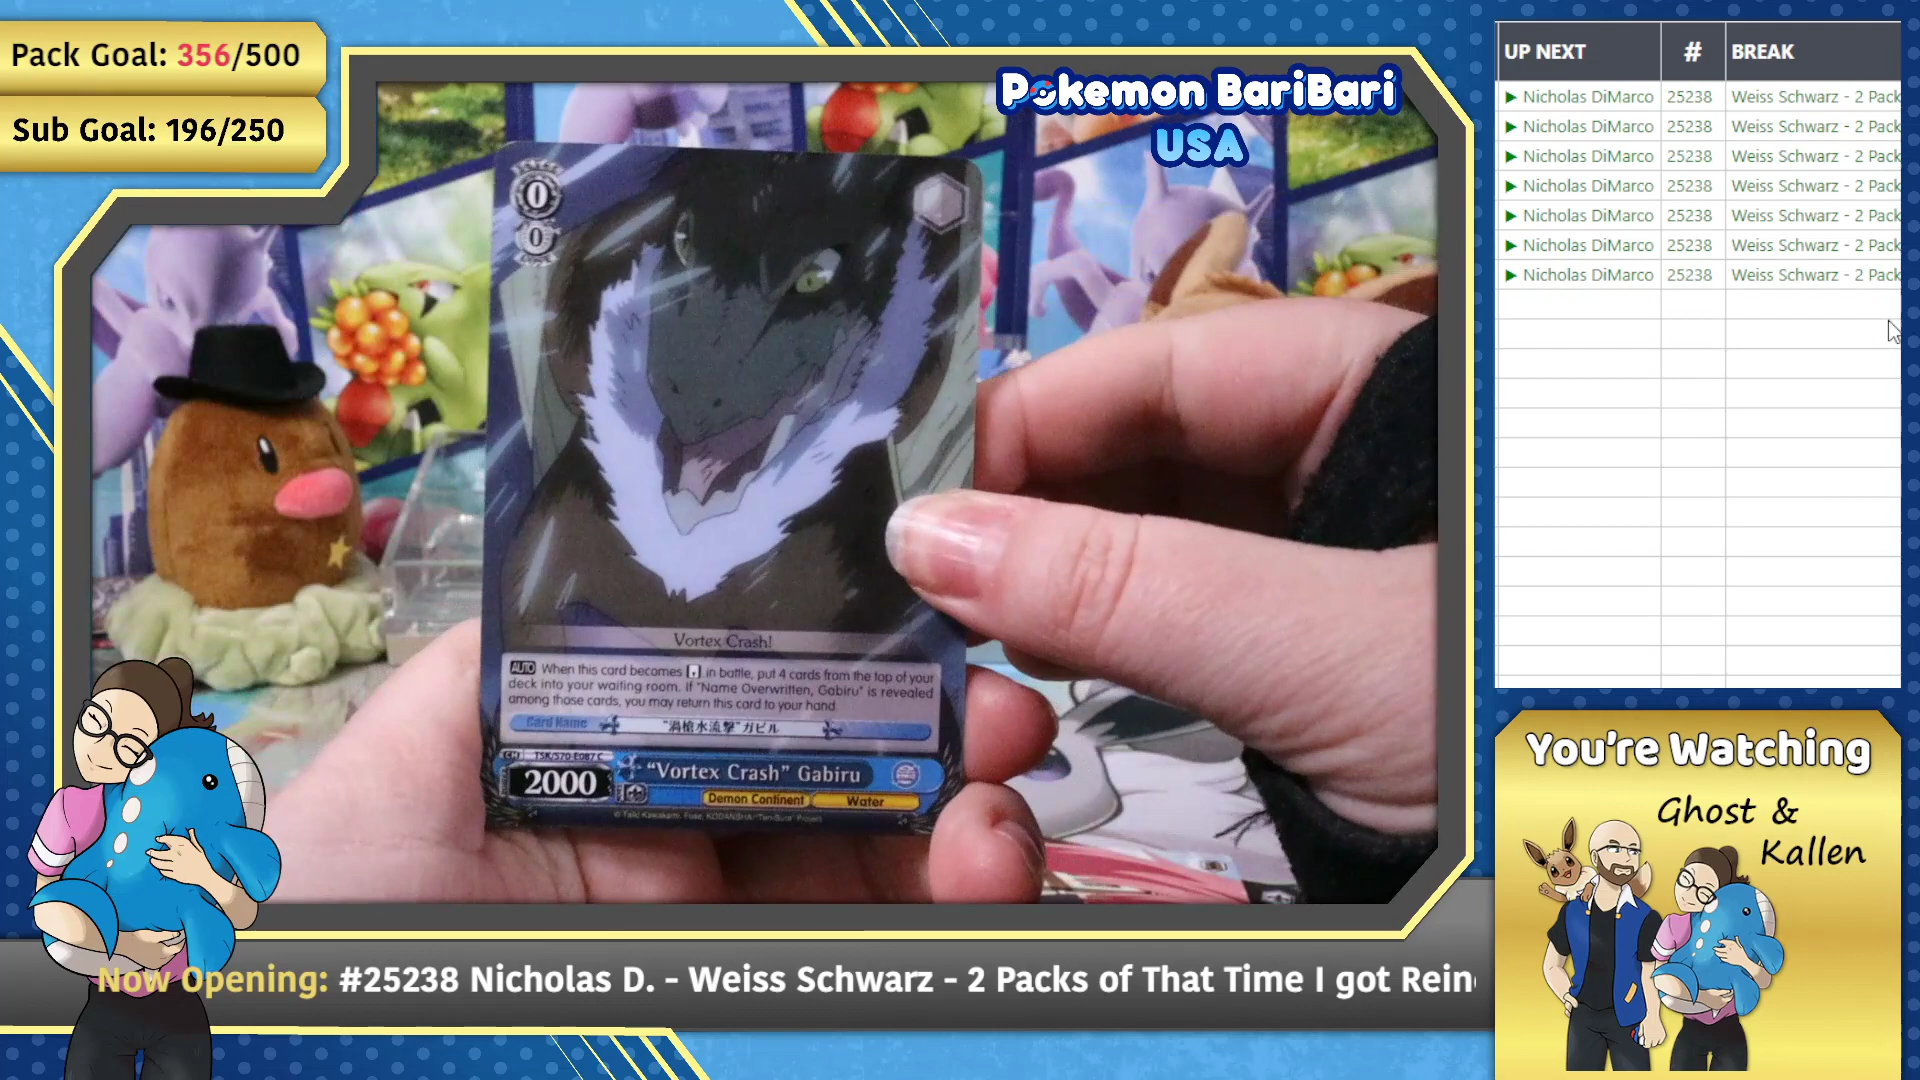 Pack Goal: 356/500
Sub Goal: 196/250
Pokemon BariBari
USA
0
0
Vortex Crash!
AUTO When this card becomes in battle, put 4 cards from the top of your
deck into your waiting room. If "Name Overwritten, Gabiru" is revealed
among those cards, you may return this card to your hand.
Card Name "渦槍水流撃"ガビル
CH TSK/S70-E087 C
2000 "Vortex Crash" Gabiru
Demon Continent Water
Now Opening: #25238 Nicholas D. - Weiss Schwarz - 2 Packs of That Time I got Rein
UP NEXT # BREAK
Nicholas DiMarco 25238 Weiss Schwarz - 2 Pack
Nicholas DiMarco 25238 Weiss Schwarz - 2 Pack
Nicholas DiMarco 25238 Weiss Schwarz - 2 Pack
Nicholas DiMarco 25238 Weiss Schwarz - 2 Pack
Nicholas DiMarco 25238 Weiss Schwarz - 2 Pack
Nicholas DiMarco 25238 Weiss Schwarz - 2 Pack
Nicholas DiMarco 25238 Weiss Schwarz - 2 Pack
You're Watching
Ghost &
Kallen